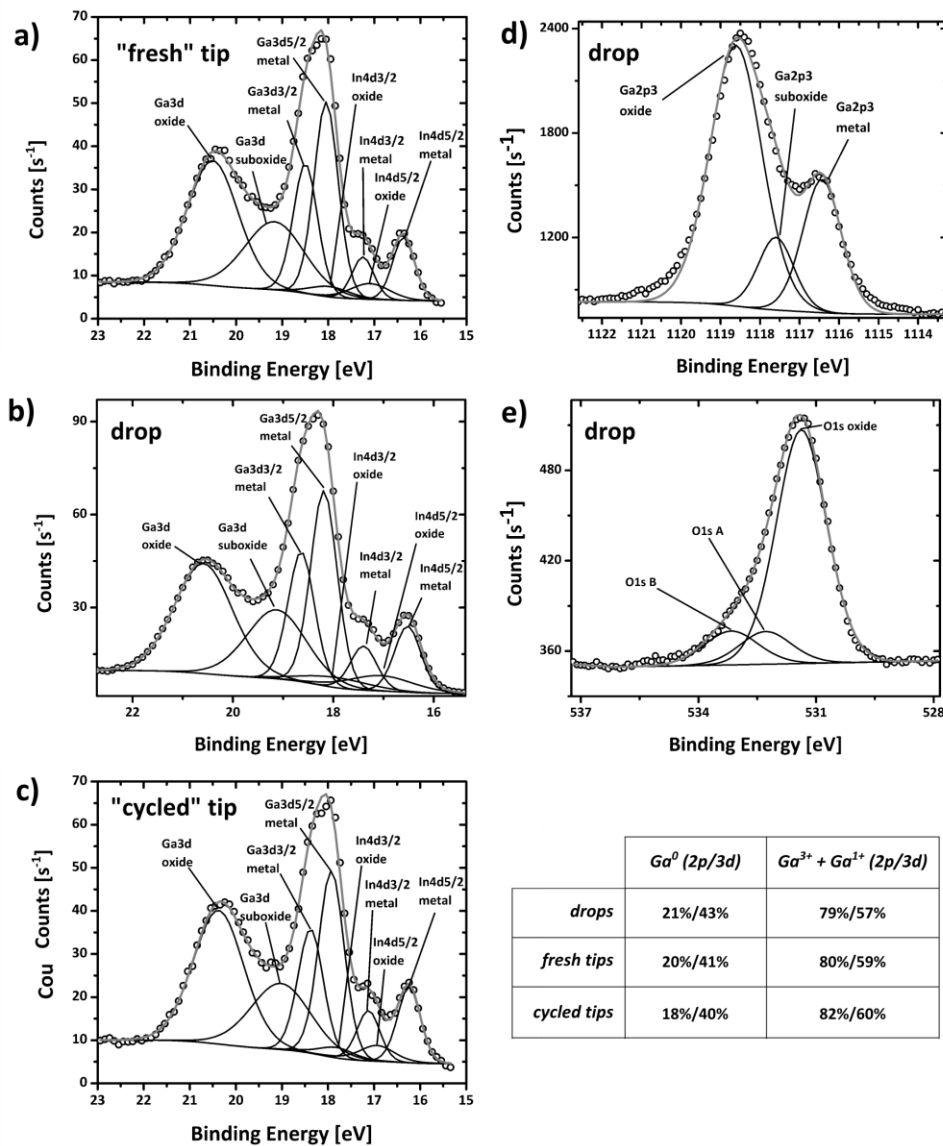 a)
"fresh" tip
Ga3d
oxide
Ga3d
suboxide
Ga3d5/2
metal
Ga3d3/2
metal
In4d3/2
oxide
In4d3/2
metal
In4d5/2
oxide
In4d5/2
metal
Counts [s⁻¹]
70
65
60
50
40
30
20
10
0
23 22 21 20 19 18 17 16 15
Binding Energy [eV]
d)
drop
Ga2p3
oxide
Ga2p3
suboxide
Ga2p3
metal
Counts [s⁻¹]
2400
1800
1200
1122 1121 1120 1119 1118 1117 1116 1115 1114
Binding Energy [eV]
b)
drop
Ga3d
oxide
Ga3d
suboxide
Ga3d5/2
metal
Ga3d3/2
metal
In4d3/2
oxide
In4d3/2
metal
In4d5/2
oxide
In4d5/2
metal
Counts [s⁻¹]
90
60
30
22 20 19 18 16
Binding Energy [eV]
e)
drop
O1s oxide
O1s A
O1s B
Counts [s⁻¹]
480
420
360
537 534 531 528
Binding Energy [eV]
c)
"cycled" tip
Ga3d
oxide
Ga3d
suboxide
Ga3d5/2
metal
Ga3d3/2
metal
In4d3/2
oxide
In4d3/2
metal
In4d5/2
oxide
In4d5/2
metal
Cou Counts [s⁻¹]
70
60
50
40
30
20
10
0
23 22 21 20 19 18 17 16 15
Binding Energy [eV]
Ga⁰ (2p/3d) Ga³⁺ + Ga¹⁺ (2p/3d)
drops 21%/43% 79%/57%
fresh tips 20%/41% 80%/59%
cycled tips 18%/40% 82%/60%